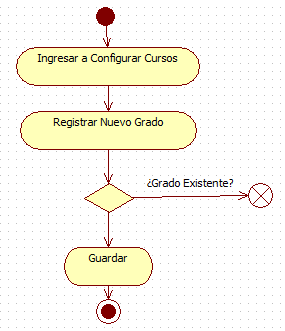 Ingresar a Configurar Cursos
Registrar Nuevo Grado
¿Grado Existente?
Guardar